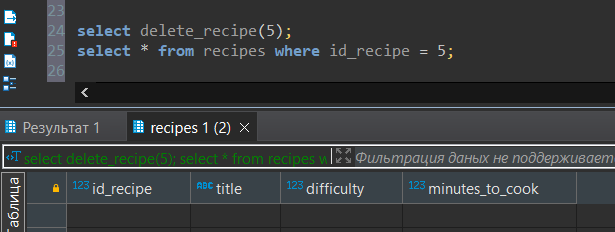 23
24 select delete_recipe(5);
25 select * from recipes where id_recipe = 5;
26
Результат 1 recipes 1 (2)
select delete_recipe(5); select * from recipes w Фильтрация даных не поддерживает
Таблица
123 id_recipe ABC title 123 difficulty 123 minutes_to_cook